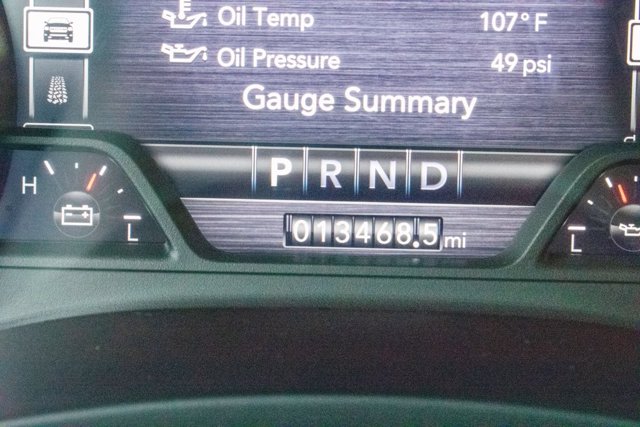 Oil Temp 107° F
Oil Pressure 49 psi
Gauge Summary
P R N D
H
L
013468.5 mi
L